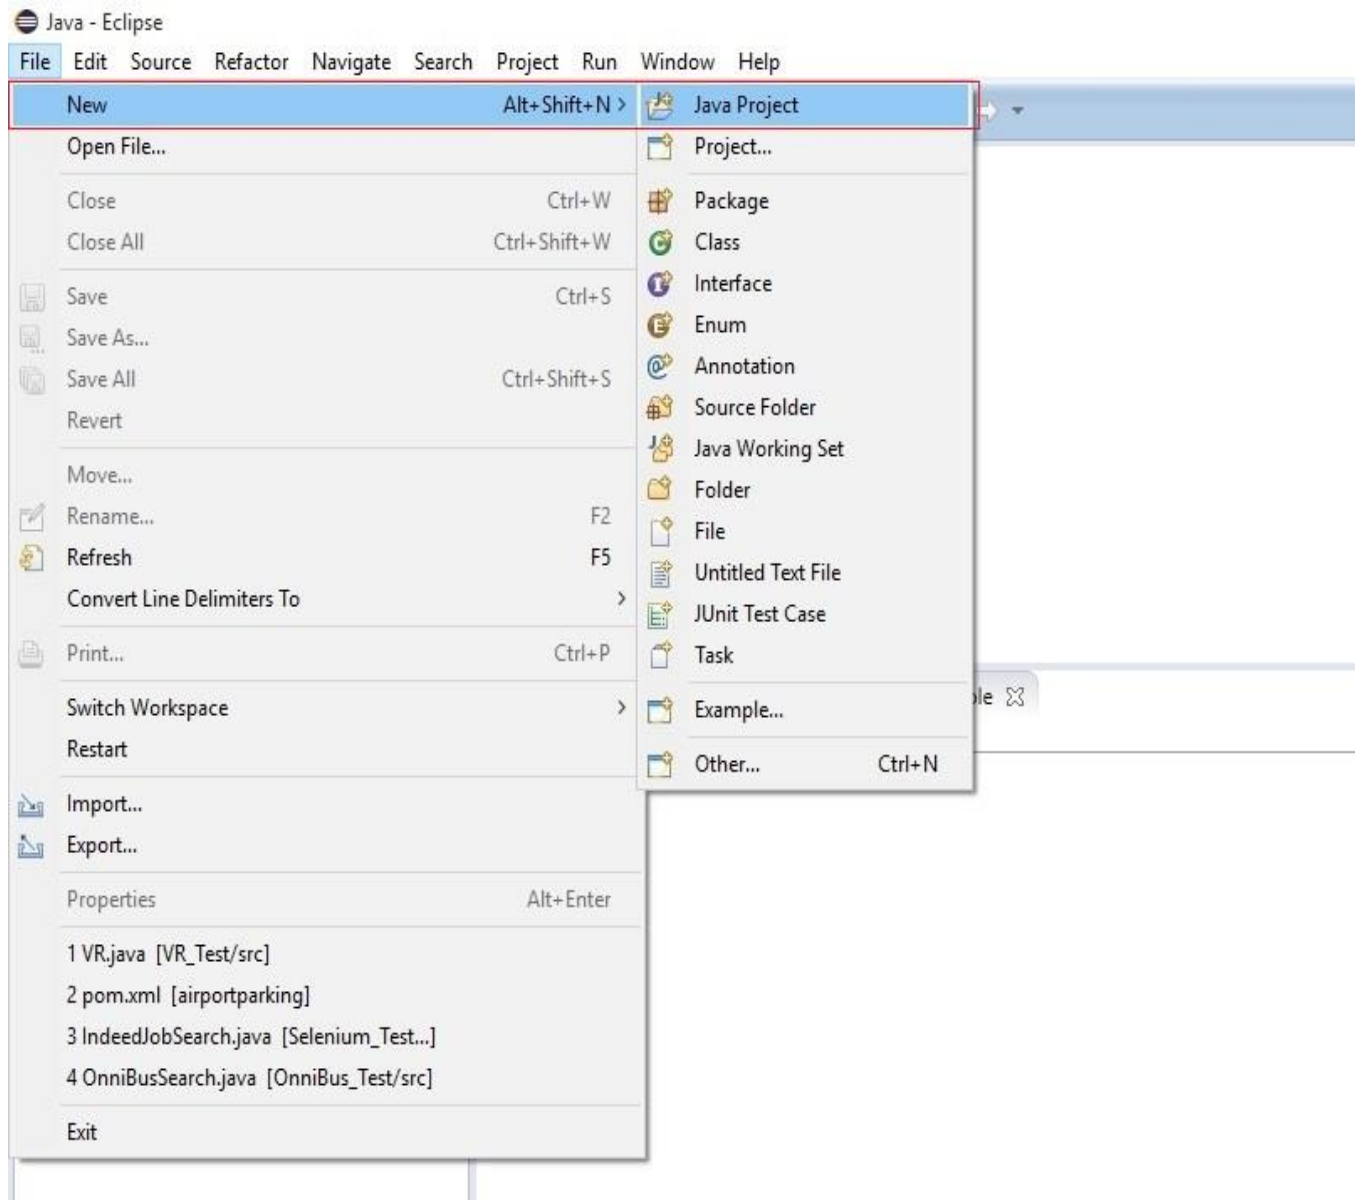 Java - Eclipse
File Edit Source Refactor Navigate Search Project Run Window Help
New Alt+Shift+N >
Open File...
Close Ctrl+W
Close All Ctrl+Shift+W
Save Ctrl+S
Save As...
Save All Ctrl+Shift+S
Revert
Move...
Rename... F2
Refresh F5
Convert Line Delimiters To >
Print... Ctrl+P
Switch Workspace >
Restart
Import...
Export...
Properties Alt+Enter
1 VR.java [VR_Test/src]
2 pom.xml [airportparking]
3 IndeedJobSearch.java [Selenium_Test...]
4 OnniBusSearch.java [OnniBus_Test/src]
Exit
Java Project
Project...
Package
Class
Interface
Enum
Annotation
Source Folder
Java Working Set
Folder
File
Untitled Text File
JUnit Test Case
Task
Example...
Other... Ctrl+N